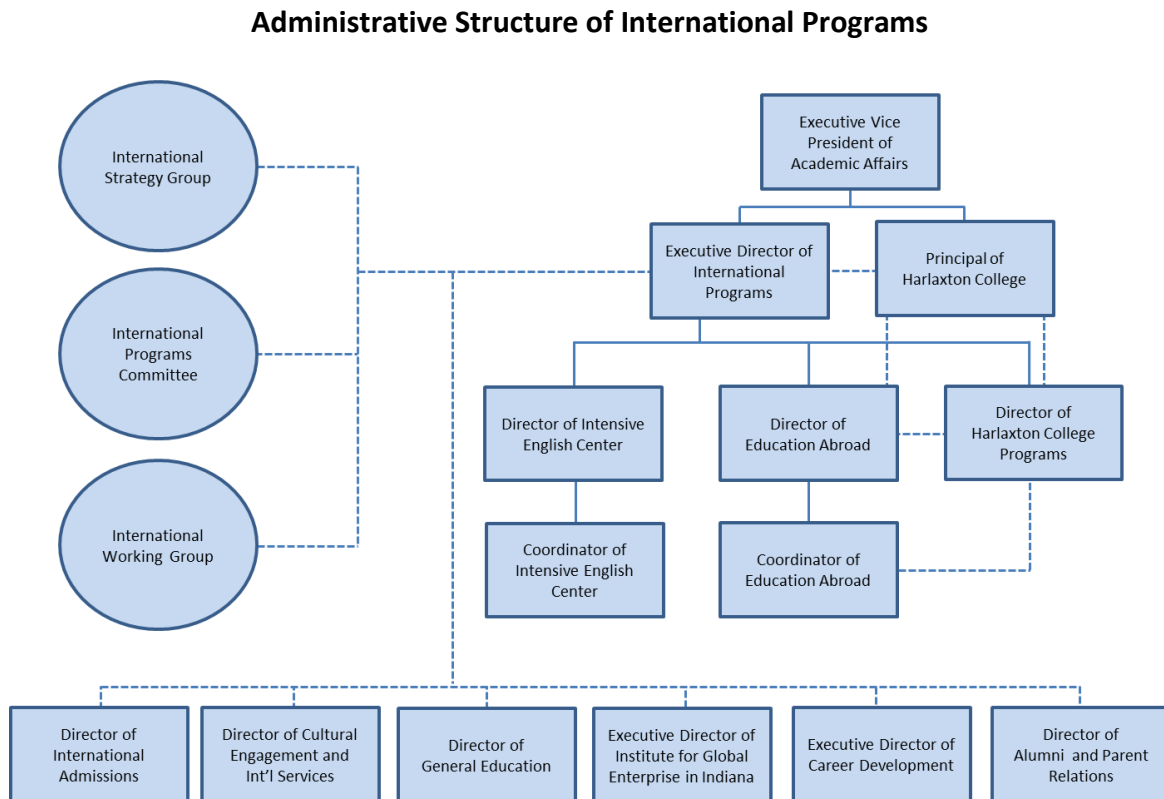 Administrative Structure of International Programs
International
Strategy Group
International
Programs
Committee
International
Working Group
Executive Vice
President of
Academic Affairs
Executive Director of
International
Programs
Principal of
Harlaxton College
Director of Intensive
English Center
Director of
Education Abroad
Director of
Harlaxton College
Programs
Coordinator of
Intensive English
Center
Coordinator of
Education Abroad
Director of
International
Admissions
Director of Cultural
Engagement and
Int’l Services
Director of
General Education
Executive Director of
Institute for Global
Enterprise in Indiana
Executive Director of
Career Development
Director of
Alumni and Parent
Relations